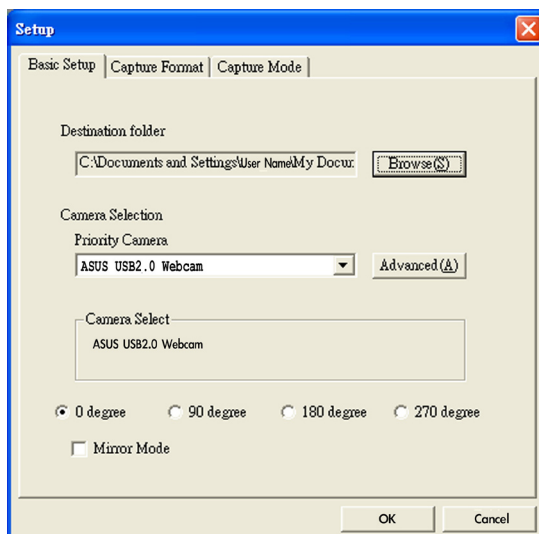 Setup
Basic Setup Capture Format Capture Mode
Destination folder
C:\Documents and Settings\User Name\My Docur Browse(S)
Camera Selection
Priority Camera
ASUS USB2.0 Webcam Advanced(A)
Camera Select
ASUS USB2.0 Webcam
0 degree 90 degree 180 degree 270 degree
Mirror Mode
OK Cancel